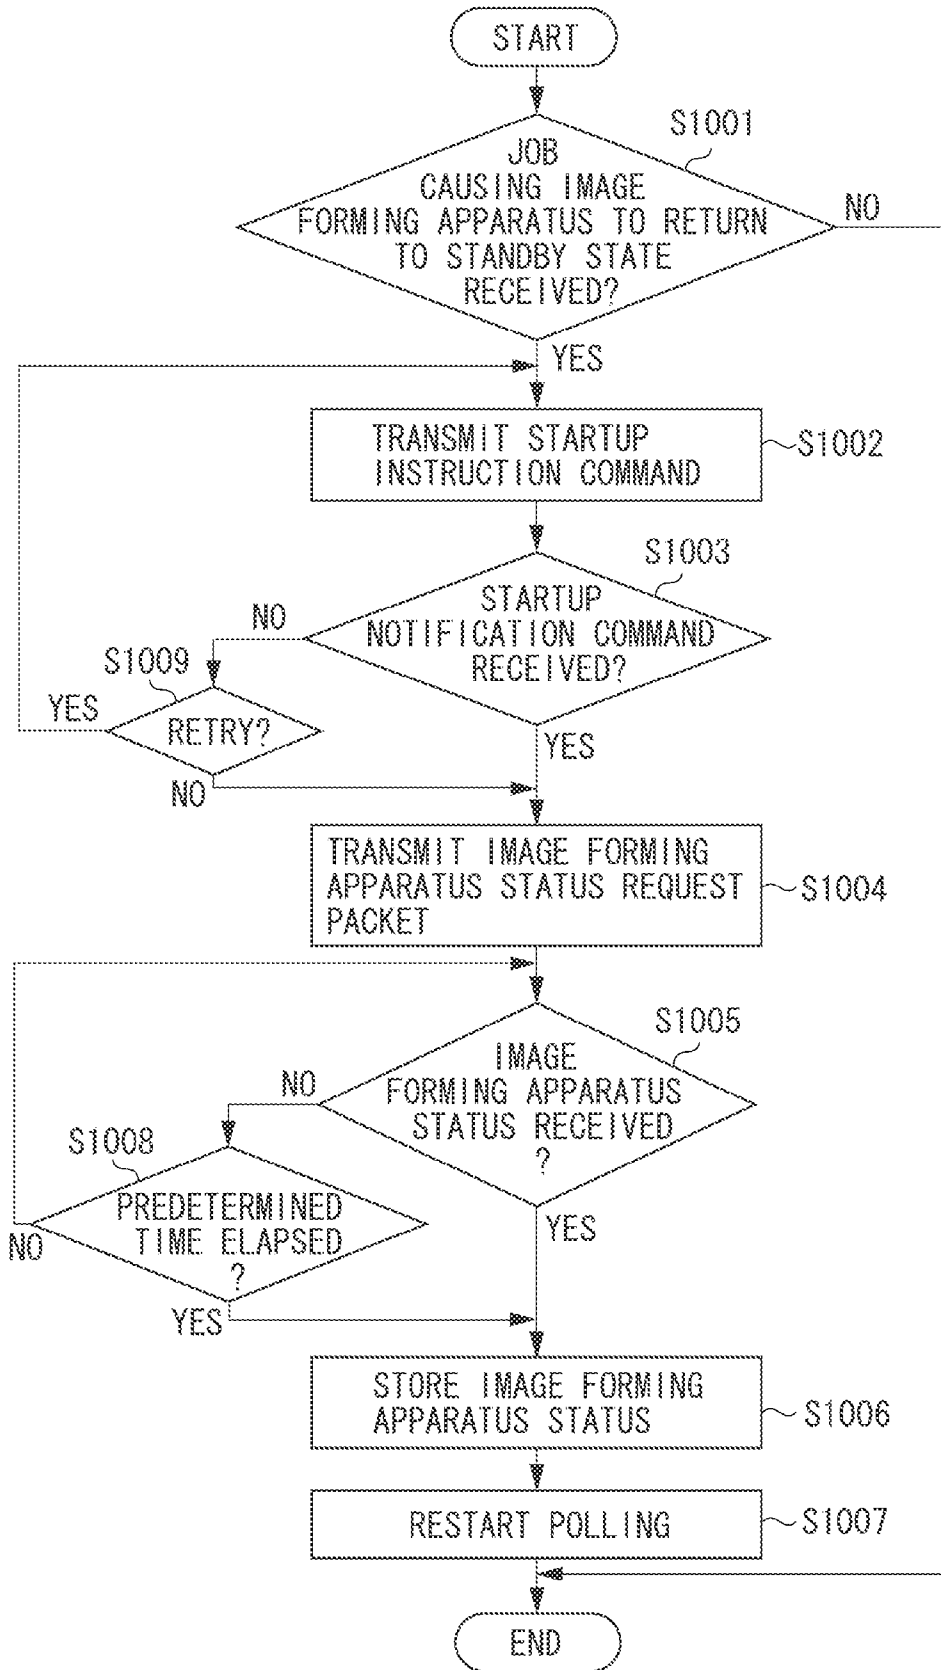 START
S1001
JOB
CAUSING IMAGE
FORMING APPARATUS TO RETURN
TO STANDBY STATE
RECEIVED?
NO
YES
TRANSMIT STARTUP
INSTRUCTION COMMAND
S1002
S1003
STARTUP
NOTIFICATION COMMAND
RECEIVED?
NO
S1009
YES
RETRY?
YES
NO
TRANSMIT IMAGE FORMING
APPARATUS STATUS REQUEST
PACKET
S1004
S1005
IMAGE
FORMING APPARATUS
STATUS RECEIVED
?
NO
S1008
PREDETERMINED
TIME ELAPSED
?
NO
YES
YES
STORE IMAGE FORMING
APPARATUS STATUS
S1006
RESTART POLLING
S1007
END